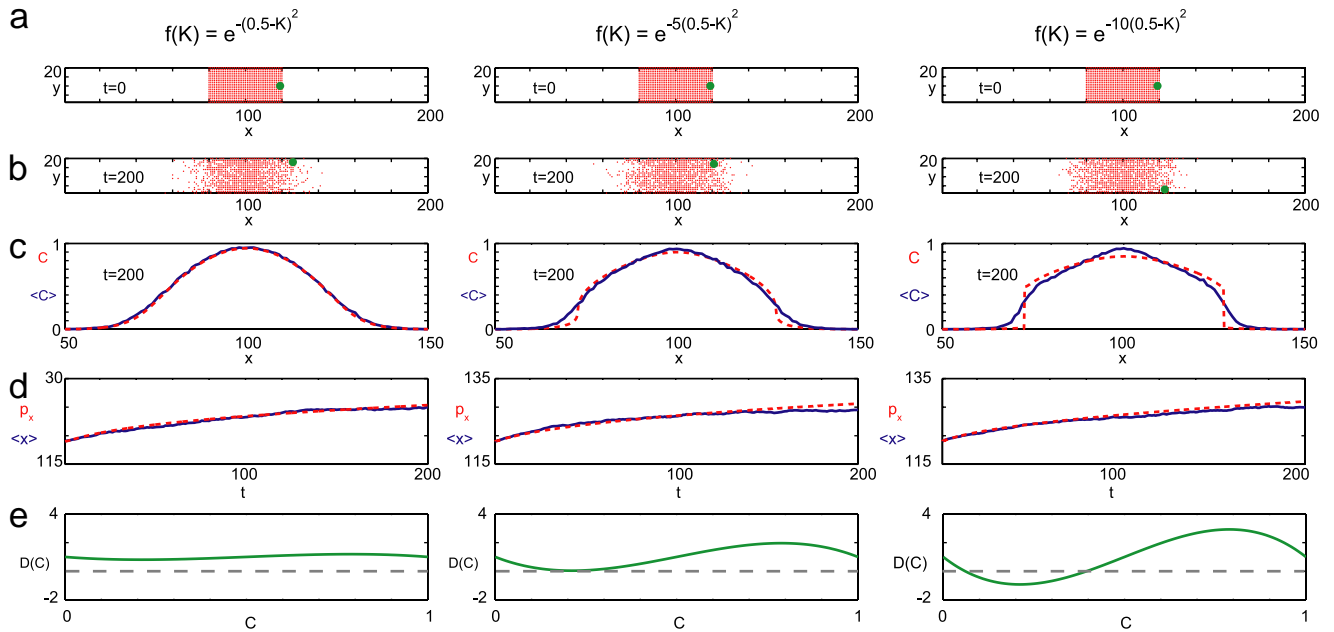 a
f(K) = e^{-(0.5-K)^2} f(K) = e^{-5(0.5-K)^2} f(K) = e^{-10(0.5-K)^2}
20 20 20
y t=0 y t=0 y t=0
100 200 100 200 100 200
x x x
b
20 20 20
y t=200 y t=200 y t=200
100 200 100 200 100 200
x x x
c
1 1 1
C t=200 C t=200 C t=200
<C> <C> <C>
0 0 0
50 100 150 50 100 150 50 100 150
x x x
d
30 135 135
p_x p_x p_x
<x> <x> <x>
115 115 115
100 200 100 200 100 200
t t t
e
4 4 4
D(C) D(C) D(C)
-2 -2 -2
0 1 0 1 0 1
C C C